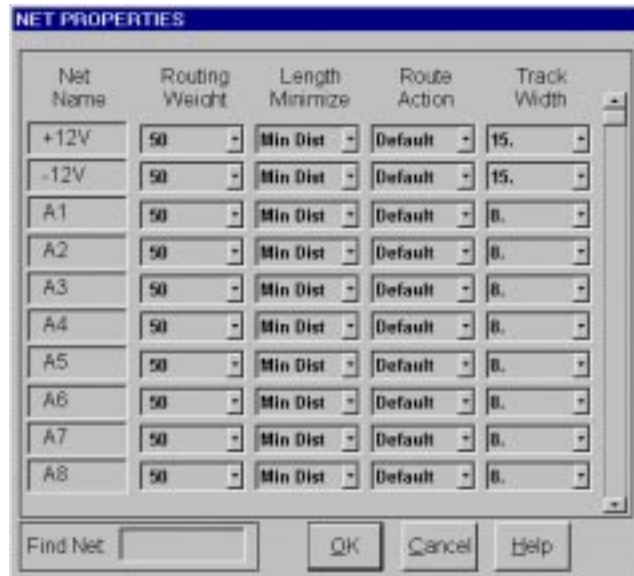 NET PROPERTIES
Net Name Routing Weight Length Minimize Route Action Track Width
+12V 50 Min Dist Default 15.
-12V 50 Min Dist Default 15.
A1 50 Min Dist Default 8.
A2 50 Min Dist Default 8.
A3 50 Min Dist Default 8.
A4 50 Min Dist Default 8.
A5 50 Min Dist Default 8.
A6 50 Min Dist Default 8.
A7 50 Min Dist Default 8.
A8 50 Min Dist Default 8.
Find Net OK Cancel Help